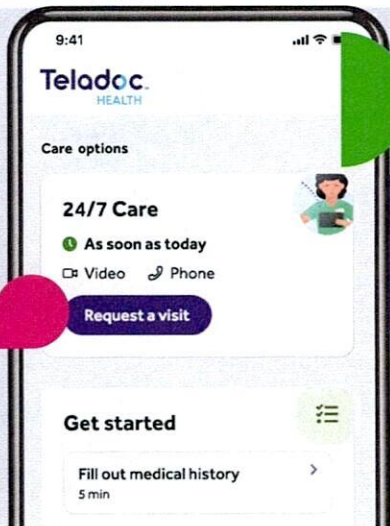 9:41
Teladoc.
HEALTH
Care options
24/7 Care
As soon as today
Video Phone
Request a visit
Get started
Fill out medical history
5 min